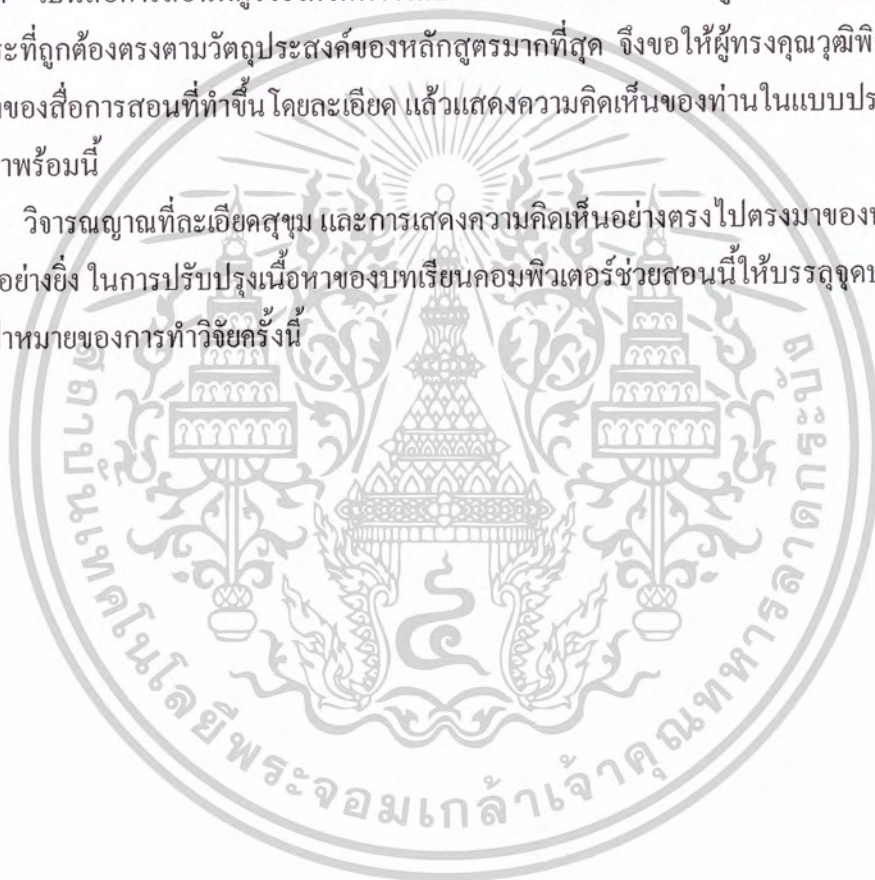 ระที่ถูกต้องตรงตามวัตถุประสงค์ของหลักสูตรมากที่สุด จึงขอให้ผู้ทรงคุณวุฒิพิ
ของสื่อการสอนที่ทำขึ้น โดยละเอียด แล้วแสดงความคิดเห็นของท่านในแบบประ
าพร้อมนี้
วิจารณญาณที่ละเอียดสุขุม และการแสดงความคิดเห็นอย่างตรงไปตรงมาของ
อย่างยิ่ง ในการปรับปรุงเนื้อหาของบทเรียนคอมพิวเตอร์ช่วยสอนนี้ให้บรรลุจุด
าหมายของการทำวิจัยครั้งนี้
สถาบันเทคโนโลยีพระจอมเกล้าเจ้าคุณทหารลาดกระบัง
๔